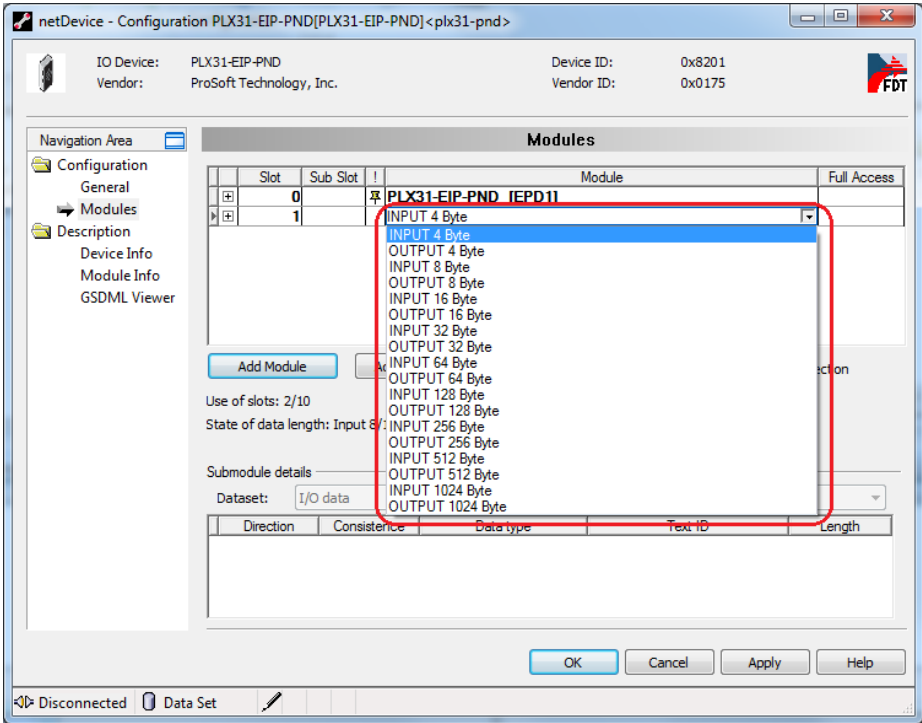 netDevice - Configuration PLX31-EIP-PND[PLX31-EIP-PND]<plx31-pnd>
IO Device: PLX31-EIP-PND Device ID: 0x8201
Vendor: ProSoft Technology, Inc. Vendor ID: 0x0175
FDT
Navigation Area
Modules
Configuration
General
Modules
Description
Device Info
Module Info
GSDML Viewer
Slot Sub Slot ! Module Full Access
0 PLX31-EIP-PND [EPD1]
1 INPUT 4 Byte
INPUT 4 Byte
OUTPUT 4 Byte
INPUT 8 Byte
OUTPUT 8 Byte
INPUT 16 Byte
OUTPUT 16 Byte
INPUT 32 Byte
OUTPUT 32 Byte
INPUT 64 Byte
OUTPUT 64 Byte
INPUT 128 Byte
OUTPUT 128 Byte
INPUT 256 Byte
OUTPUT 256 Byte
INPUT 512 Byte
OUTPUT 512 Byte
INPUT 1024 Byte
OUTPUT 1024 Byte
Add Module
Use of slots: 2/10
State of data length: Input 8/
Submodule details
Dataset: I/O data
Direction Consistence Data type Text ID Length
OK Cancel Apply Help
Disconnected Data Set